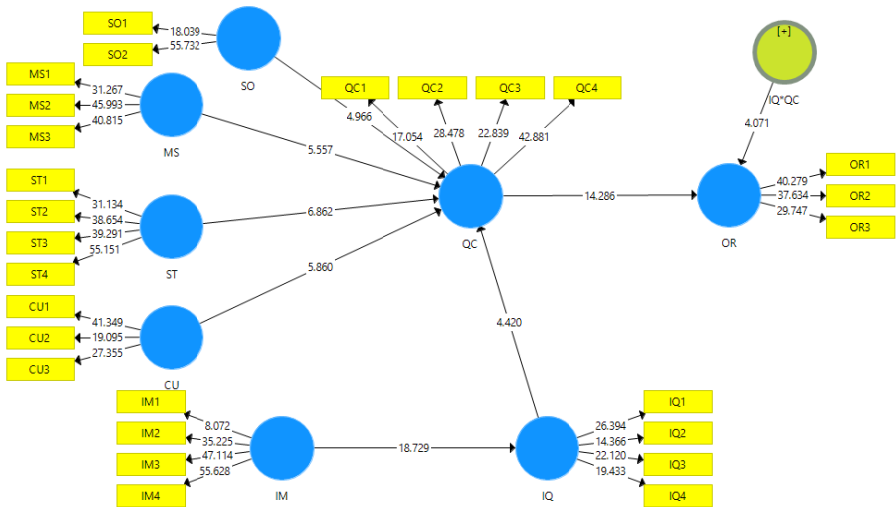 SO1
SO2
18.039
55.732
SO
MS1
MS2
MS3
31.267
45.993
40.815
MS
ST1
ST2
ST3
ST4
31.134
38.654
39.291
55.151
ST
CU1
CU2
CU3
41.349
19.095
27.355
CU
IM1
IM2
IM3
IM4
8.072
35.225
47.114
55.628
IM
18.729
IQ
IQ1
IQ2
IQ3
IQ4
26.394
14.366
22.120
19.433
4.420
4.966
5.557
6.862
5.860
QC1
QC2
QC3
QC4
17.054
28.478
22.839
42.881
QC
14.286
[+]
IQ*QC
4.071
OR
OR1
OR2
OR3
40.279
37.634
29.747